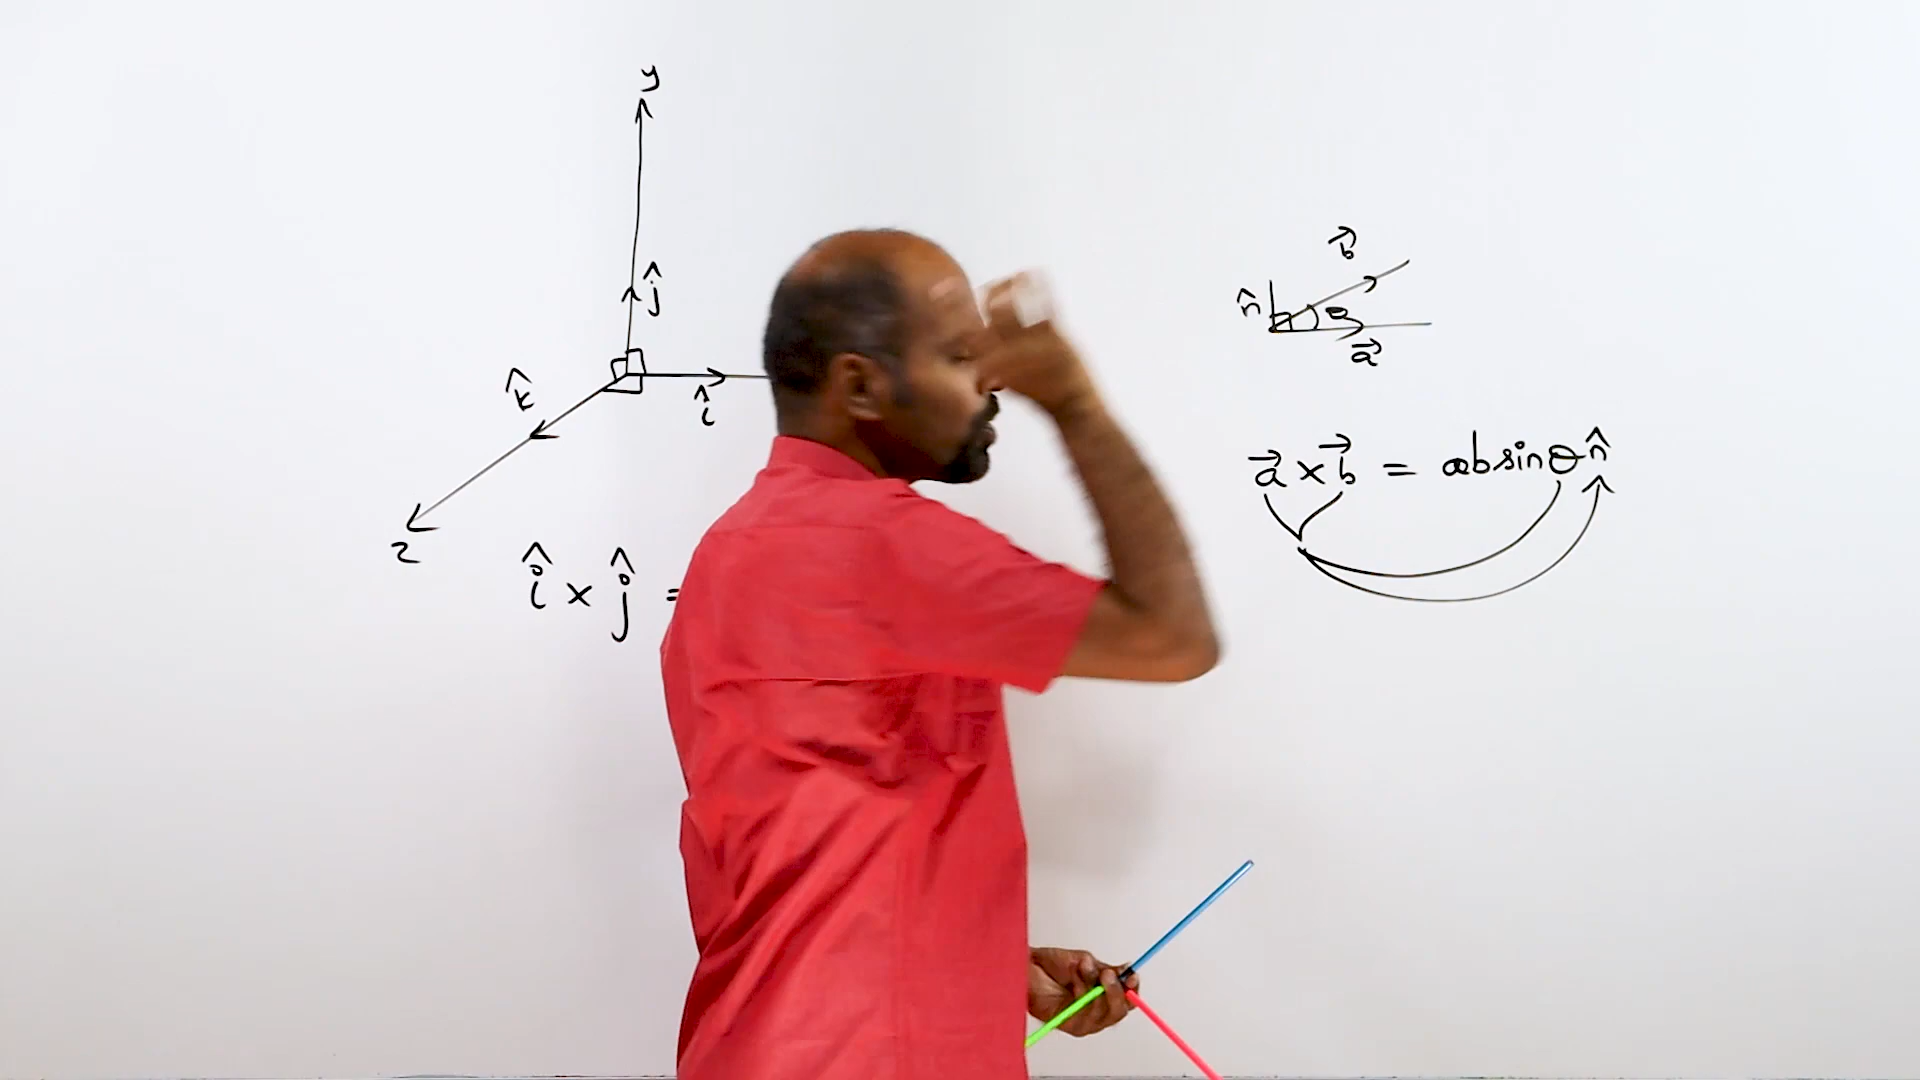 y
ĵ
k̂
î
z
î × ĵ =
b⃗
n̂
θ
a⃗
a⃗ × b⃗ = absinθ n̂